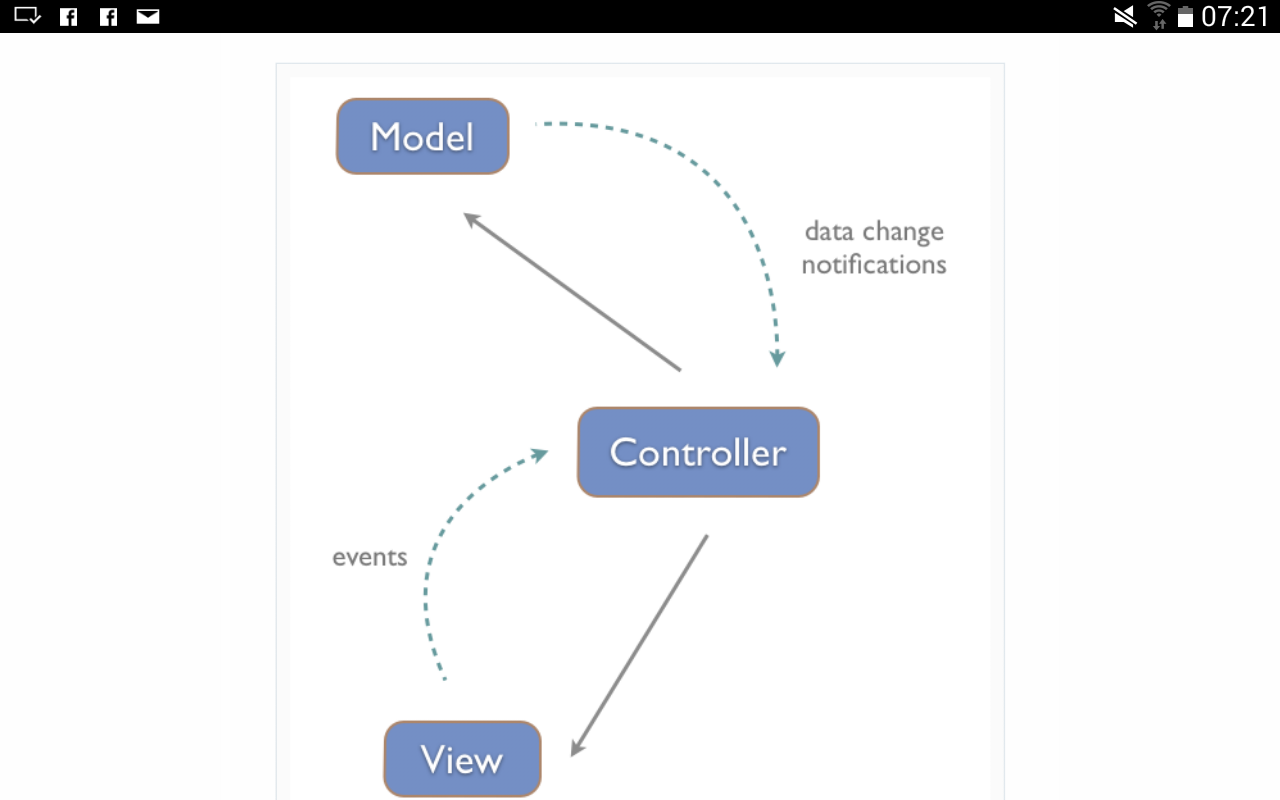 07:21
Model
data change
notifications
Controller
events
View